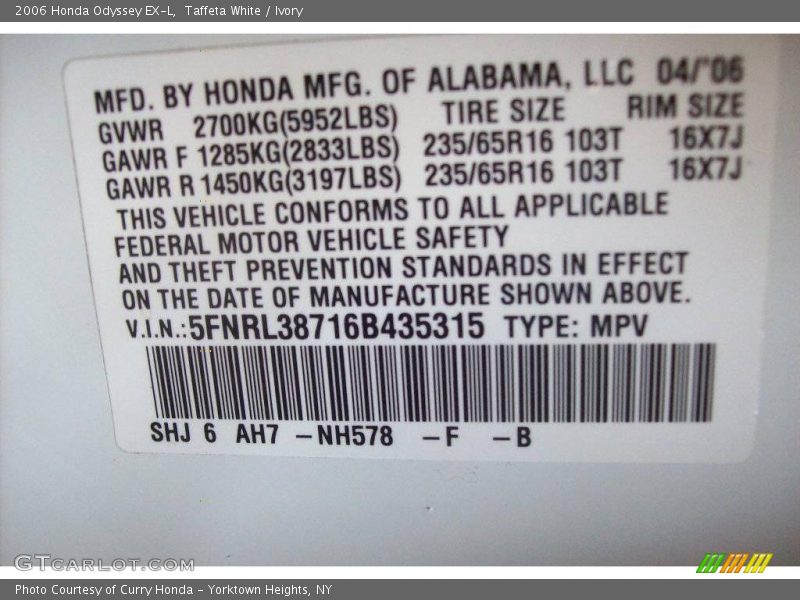 2006 Honda Odyssey EX-L, Taffeta White / Ivory
MFD. BY HONDA MFG. OF ALABAMA, LLC 04/'06
GVWR 2700KG(5952LBS) TIRE SIZE RIM SIZE
GAWR F 1285KG(2833LBS) 235/65R16 103T 16X7J
GAWR R 1450KG(3197LBS) 235/65R16 103T 16X7J
THIS VEHICLE CONFORMS TO ALL APPLICABLE
FEDERAL MOTOR VEHICLE SAFETY
AND THEFT PREVENTION STANDARDS IN EFFECT
ON THE DATE OF MANUFACTURE SHOWN ABOVE.
V.I.N.:5FNRL38716B435315 TYPE: MPV
SHJ 6 AH7 -NH578 -F -B
GTCARLOT.COM
Photo Courtesy of Curry Honda - Yorktown Heights, NY